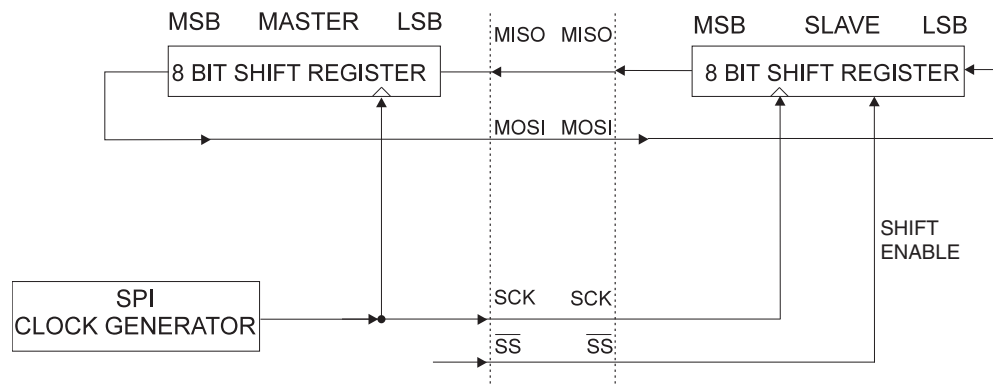 MSB MASTER LSB
MISO MISO
MSB SLAVE LSB
8 BIT SHIFT REGISTER
8 BIT SHIFT REGISTER
MOSI MOSI
SHIFT
ENABLE
SPI
CLOCK GENERATOR
SCK SCK
SS SS